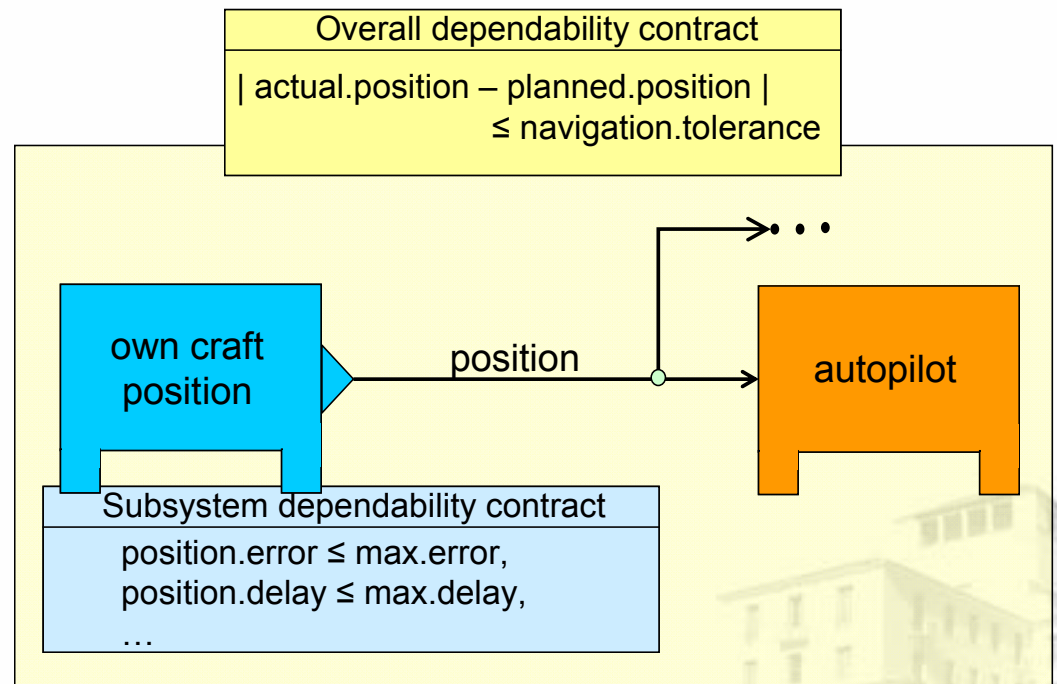 Overall dependability contract
| actual.position – planned.position |
≤ navigation.tolerance
• • •
own craft
position
position
autopilot
Subsystem dependability contract
position.error ≤ max.error,
position.delay ≤ max.delay,
…